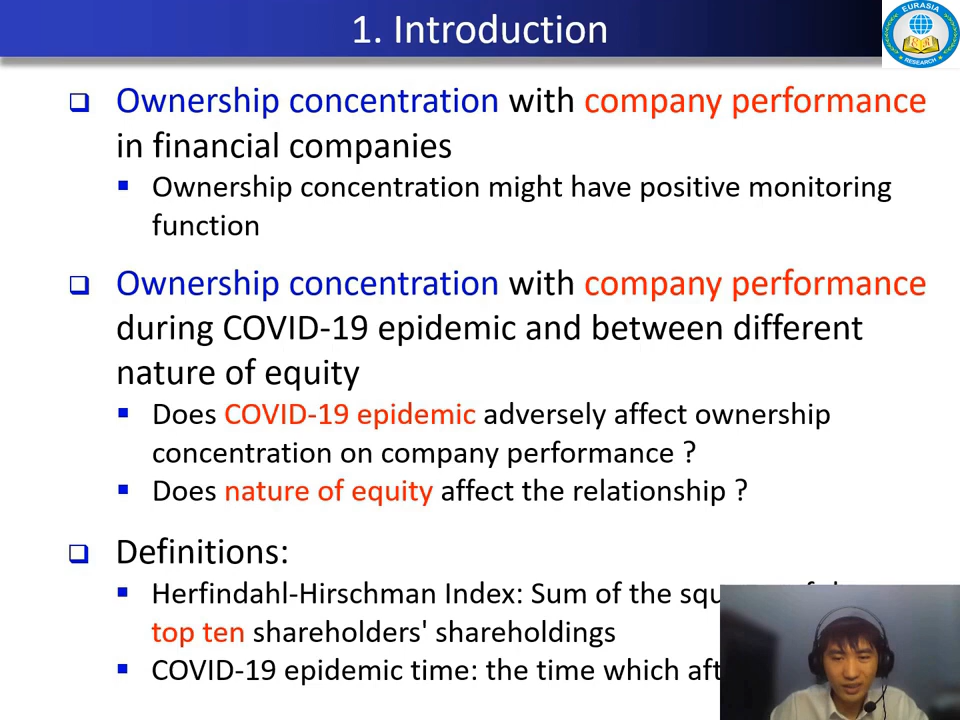 1. Introduction
EURASIA
RESEARCH
Ownership concentration with company performance
in financial companies
Ownership concentration might have positive monitoring
function
Ownership concentration with company performance
during COVID-19 epidemic and between different
nature of equity
Does COVID-19 epidemic adversely affect ownership
concentration on company performance ?
Does nature of equity affect the relationship ?
Definitions:
Herfindahl-Hirschman Index: Sum of the
top ten shareholders' shareholdings
COVID-19 epidemic time: the time which